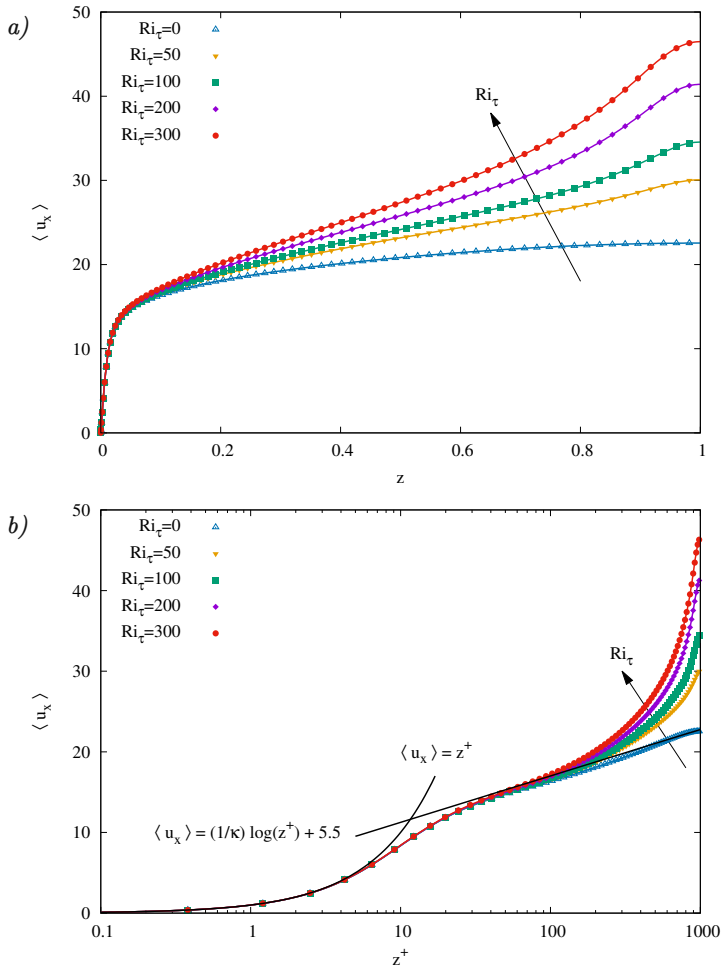 a)
50
40
30
20
10
0
⟨ u_x ⟩
Ri_τ=0
Ri_τ=50
Ri_τ=100
Ri_τ=200
Ri_τ=300
Ri_τ
0 0.2 0.4 0.6 0.8 1
z
b)
50
40
30
20
10
0
⟨ u_x ⟩
Ri_τ=0
Ri_τ=50
Ri_τ=100
Ri_τ=200
Ri_τ=300
Ri_τ
⟨ u_x ⟩ = z⁺
⟨ u_x ⟩ = (1/κ) log(z⁺) + 5.5
0.1 1 10 100 1000
z⁺